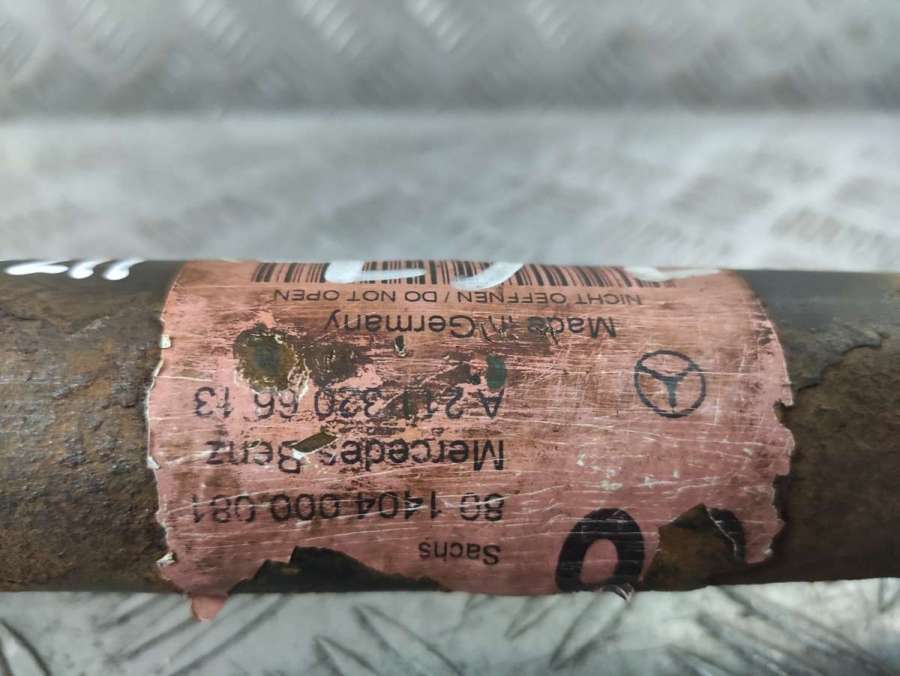 Sachs
80 1404.000.081
Mercedes Benz
A 211 320 66 13
Made in Germany
NICHT OEFFNEN / DO NOT OPEN